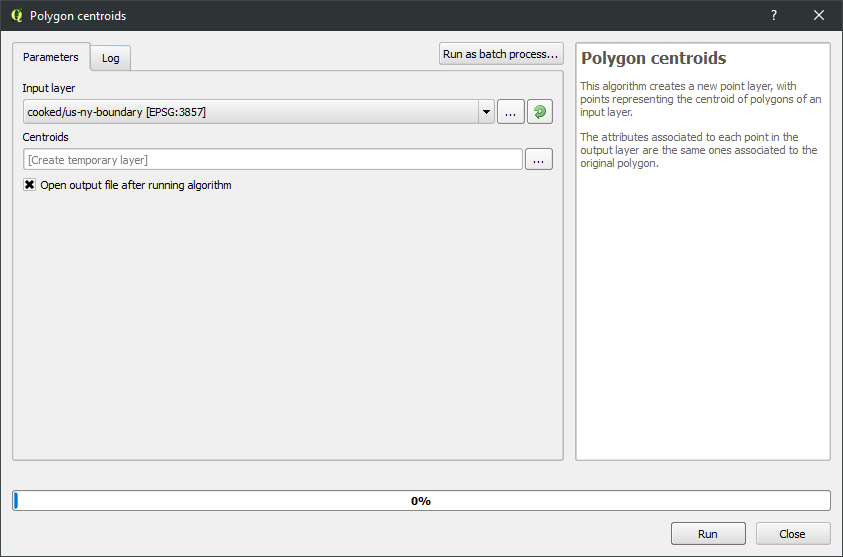 Polygon centroids
Parameters
Log
Run as batch process...
Input layer
cooked/us-ny-boundary [EPSG:3857]
...
Centroids
[Create temporary layer]
...
Open output file after running algorithm
Polygon centroids
This algorithm creates a new point layer, with
points representing the centroid of polygons of an
input layer.
The attributes associated to each point in the
output layer are the same ones associated to the
original polygon.
0%
Run
Close